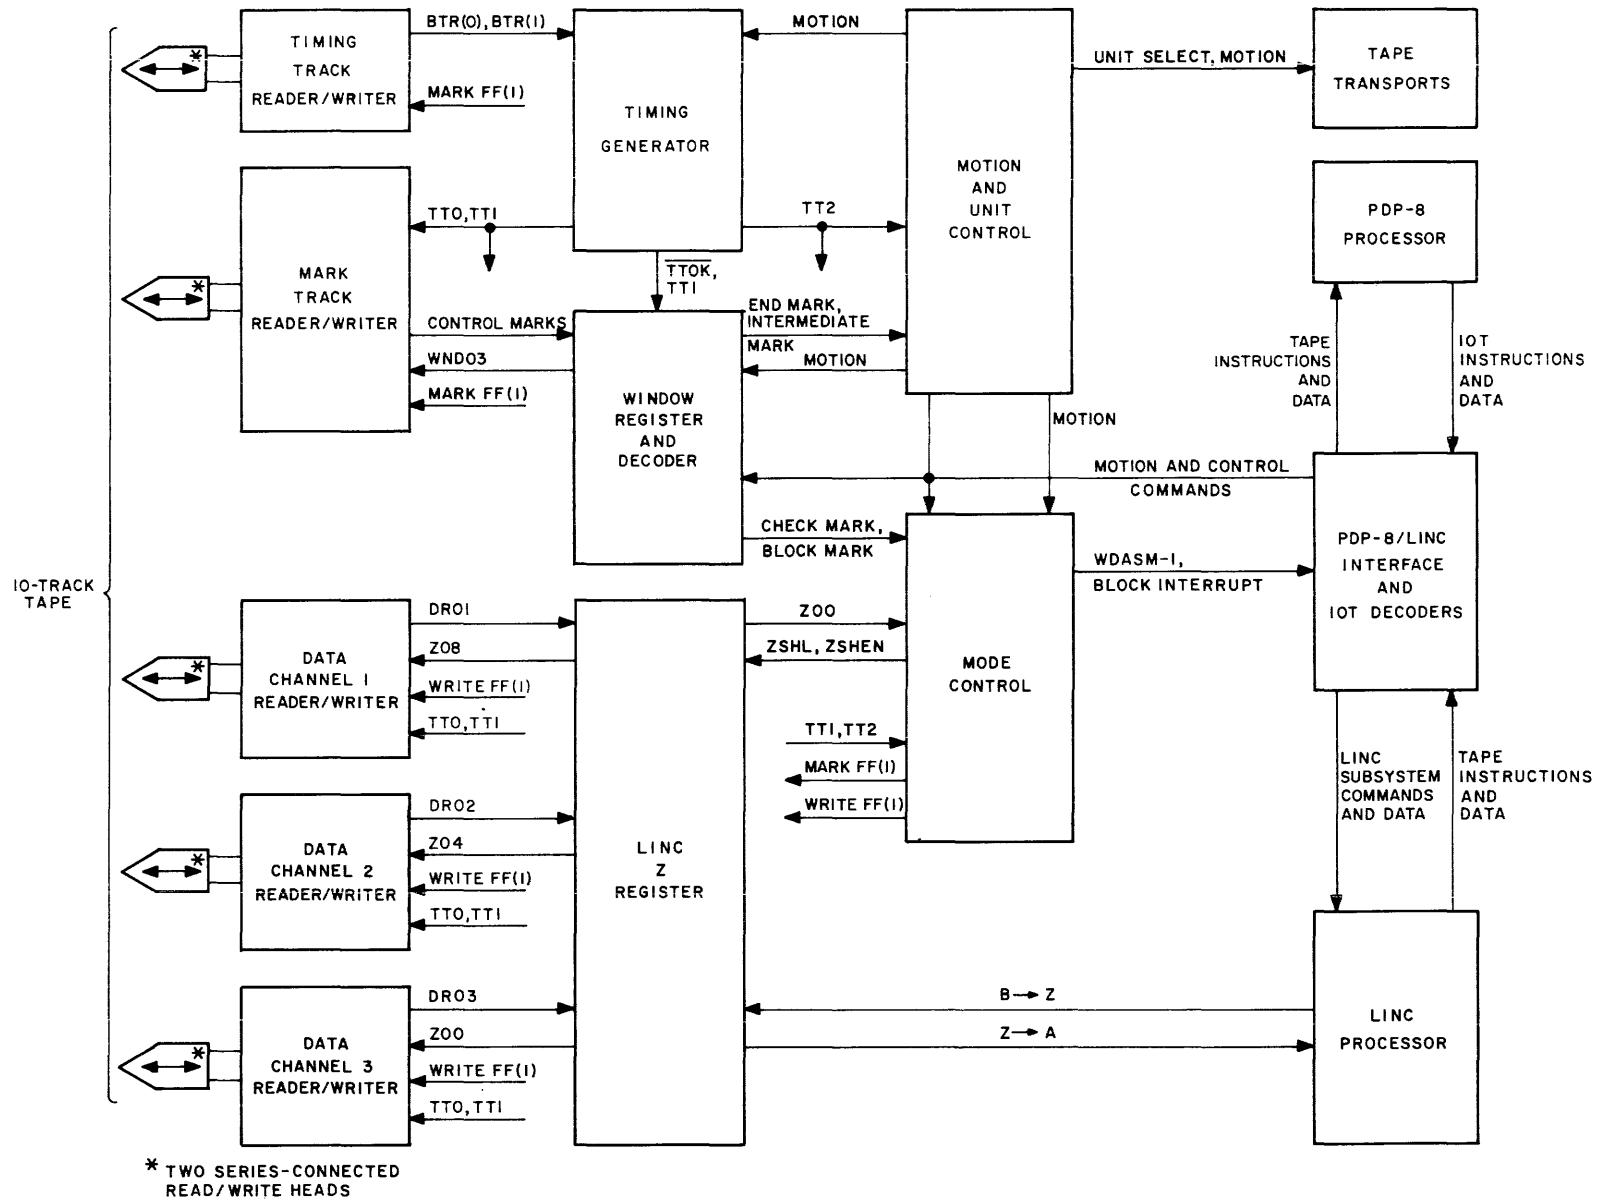 BTR(0), BTR(1)
MOTION
UNIT SELECT, MOTION
TIMING
TRACK
READER/WRITER
*
MARK FF(1)
TIMING
GENERATOR
TAPE
TRANSPORTS
MOTION
AND
UNIT
CONTROL
PDP-8
PROCESSOR
TT0, TT1
TT2
MARK
TRACK
READER/WRITER
*
TTOK,
TT1
CONTROL MARKS
WND03
MARK FF(1)
END MARK,
INTERMEDIATE
MARK
MOTION
WINDOW
REGISTER
AND
DECODER
TAPE
INSTRUCTIONS
AND
DATA
IOT
INSTRUCTIONS
AND
DATA
MOTION
MOTION AND CONTROL
COMMANDS
CHECK MARK,
BLOCK MARK
WDASM-1,
BLOCK INTERRUPT
PDP-8/LINC
INTERFACE
AND
IOT DECODERS
10-TRACK
TAPE
DR01
Z08
WRITE FF(1)
TT0, TT1
DATA
CHANNEL 1
READER/WRITER
*
Z00
ZSHL, ZSHEN
MODE
CONTROL
TT1, TT2
MARK FF(1)
WRITE FF(1)
LINC
SUBSYSTEM
COMMANDS
AND DATA
TAPE
INSTRUCTIONS
AND
DATA
DR02
Z04
WRITE FF(1)
TT0, TT1
DATA
CHANNEL 2
READER/WRITER
*
LINC
Z
REGISTER
DR03
Z00
WRITE FF(1)
TT0, TT1
DATA
CHANNEL 3
READER/WRITER
*
B→Z
Z→A
LINC
PROCESSOR
* TWO SERIES-CONNECTED
READ/WRITE HEADS